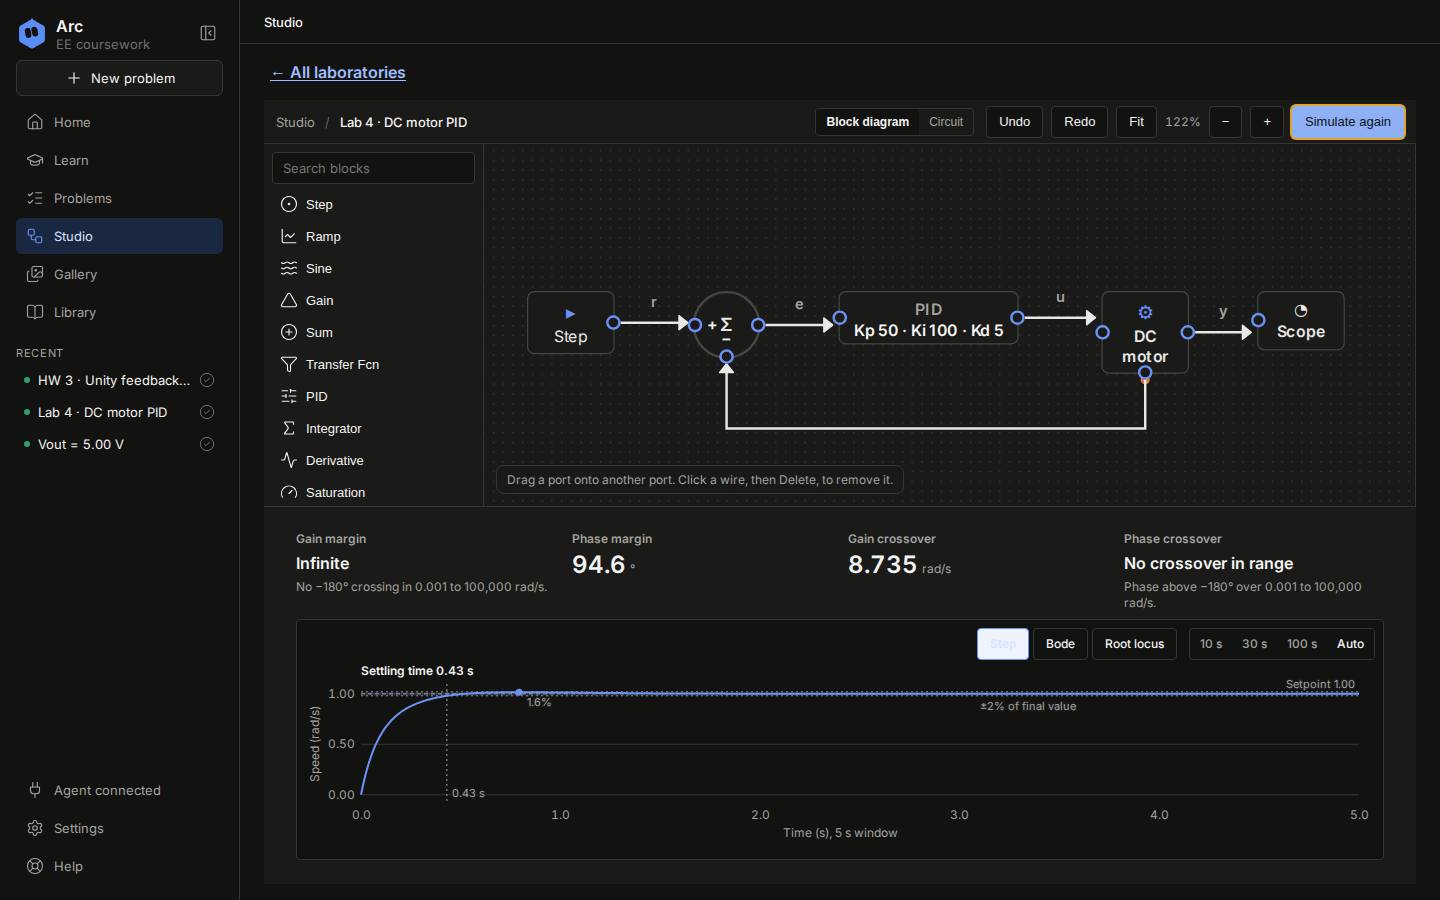 Arc
EE coursework
New problem
Home
Learn
Problems
Studio
Gallery
Library
RECENT
HW 3 · Unity feedback...
Lab 4 · DC motor PID
Vout = 5.00 V
Agent connected
Settings
Help
Studio
← All laboratories
Studio / Lab 4 · DC motor PID
Block diagram
Circuit
Undo
Redo
Fit
122%
−
+
Simulate again
Search blocks
Step
Ramp
Sine
Gain
Sum
Transfer Fcn
PID
Integrator
Derivative
Saturation
Step
r
+ Σ
−
e
PID
Kp 50 · Ki 100 · Kd 5
u
DC
motor
y
Scope
Drag a port onto another port. Click a wire, then Delete, to remove it.
Gain margin
Infinite
No −180° crossing in 0.001 to 100,000 rad/s.
Phase margin
94.6 °
Gain crossover
8.735 rad/s
Phase crossover
No crossover in range
Phase above −180° over 0.001 to 100,000
rad/s.
Step
Bode
Root locus
10 s
30 s
100 s
Auto
Settling time 0.43 s
Setpoint 1.00
1.6%
±2% of final value
0.43 s
Speed (rad/s)
1.00
0.50
0.00
0.0
1.0
2.0
3.0
4.0
5.0
Time (s), 5 s window